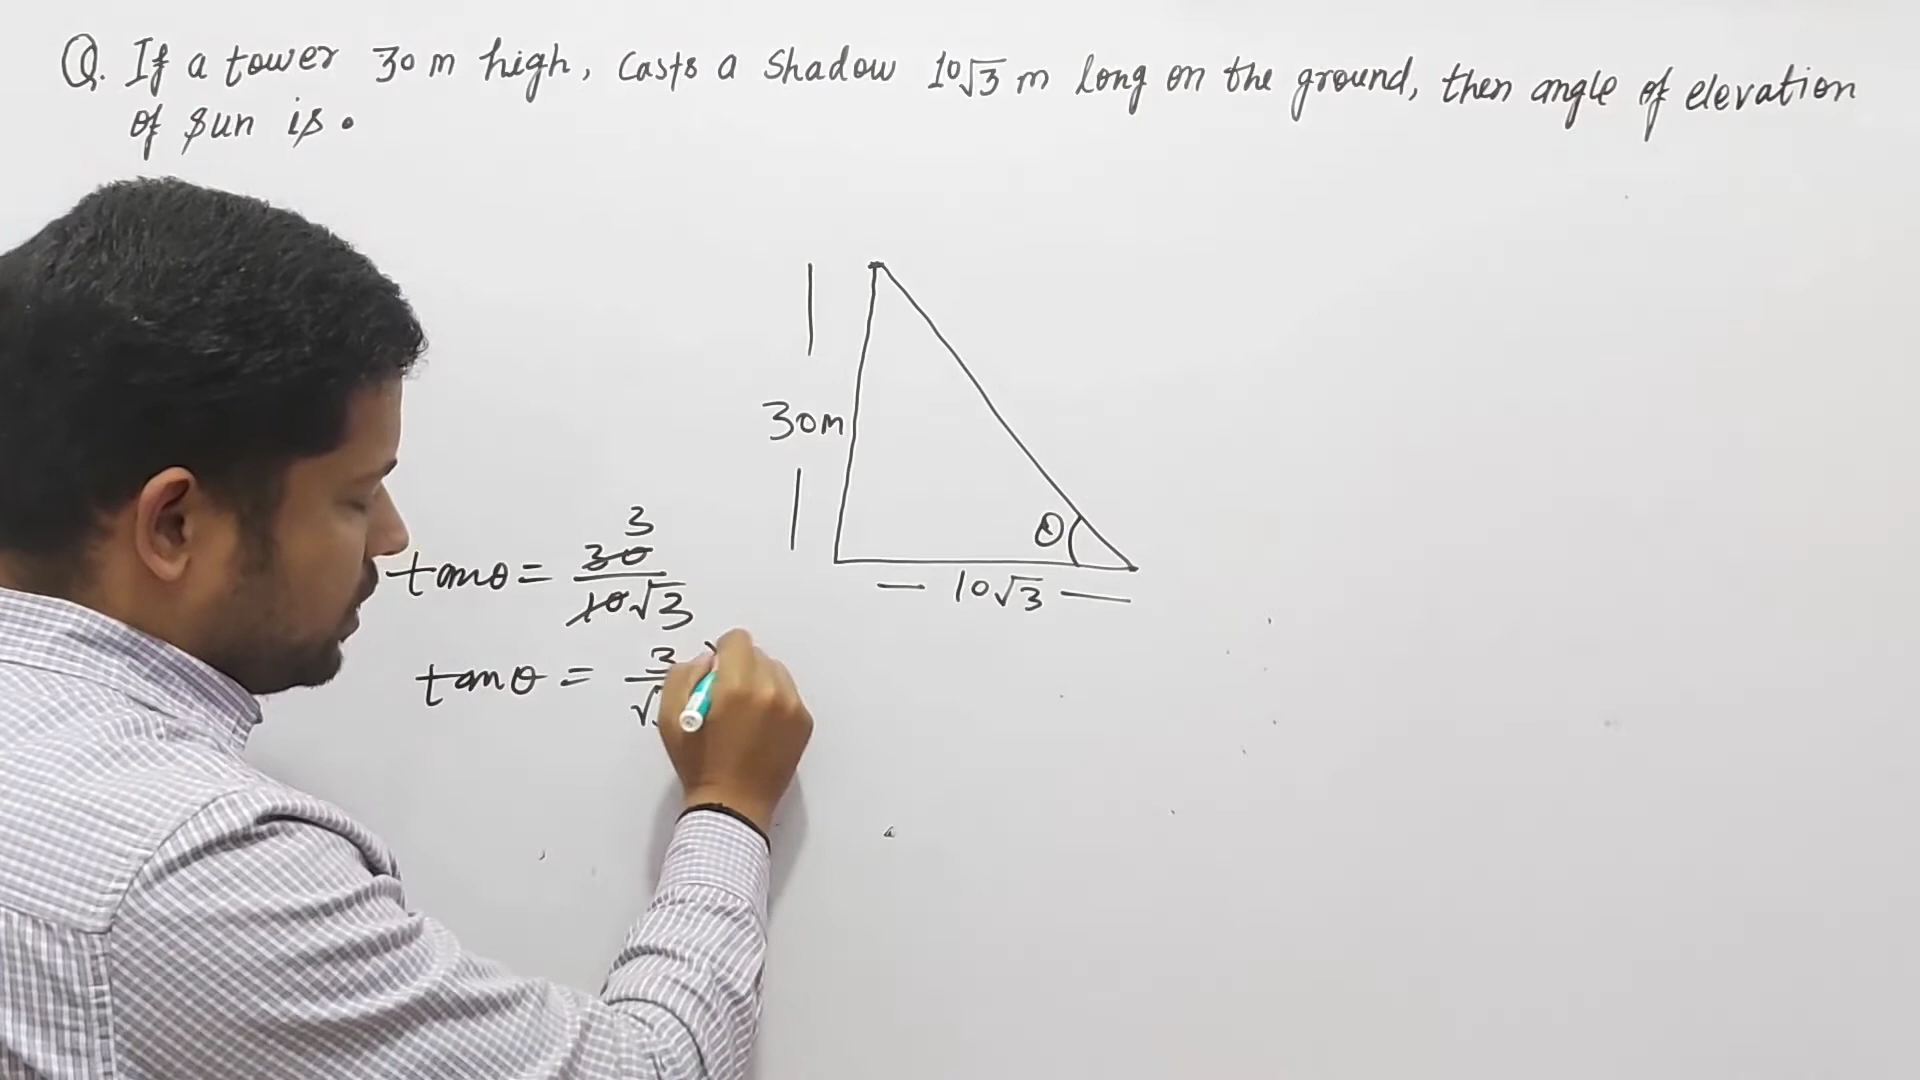 Q. If a tower 30 m high, casts a shadow 10√3 m long on the ground, then angle of elevation
of sun is.
30m
θ
10√3
3
tanθ = 30/10√3
tanθ = 3/√